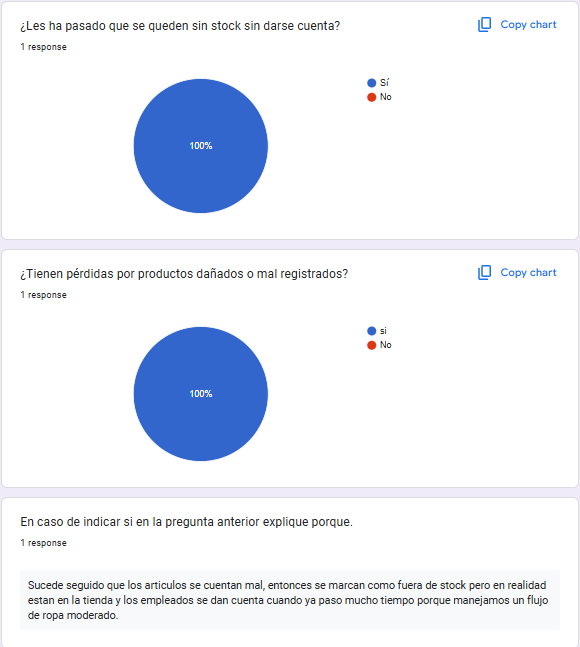 ¿Les ha pasado que se queden sin stock sin darse cuenta?
Copy chart
1 response
Sí
No
100%
¿Tienen pérdidas por productos dañados o mal registrados?
Copy chart
1 response
si
No
100%
En caso de indicar si en la pregunta anterior explique porque.
1 response
Sucede seguido que los articulos se cuentan mal, entonces se marcan como fuera de stock pero en realidad
estan en la tienda y los empleados se dan cuenta cuando ya paso mucho tiempo porque manejamos un flujo
de ropa moderado.